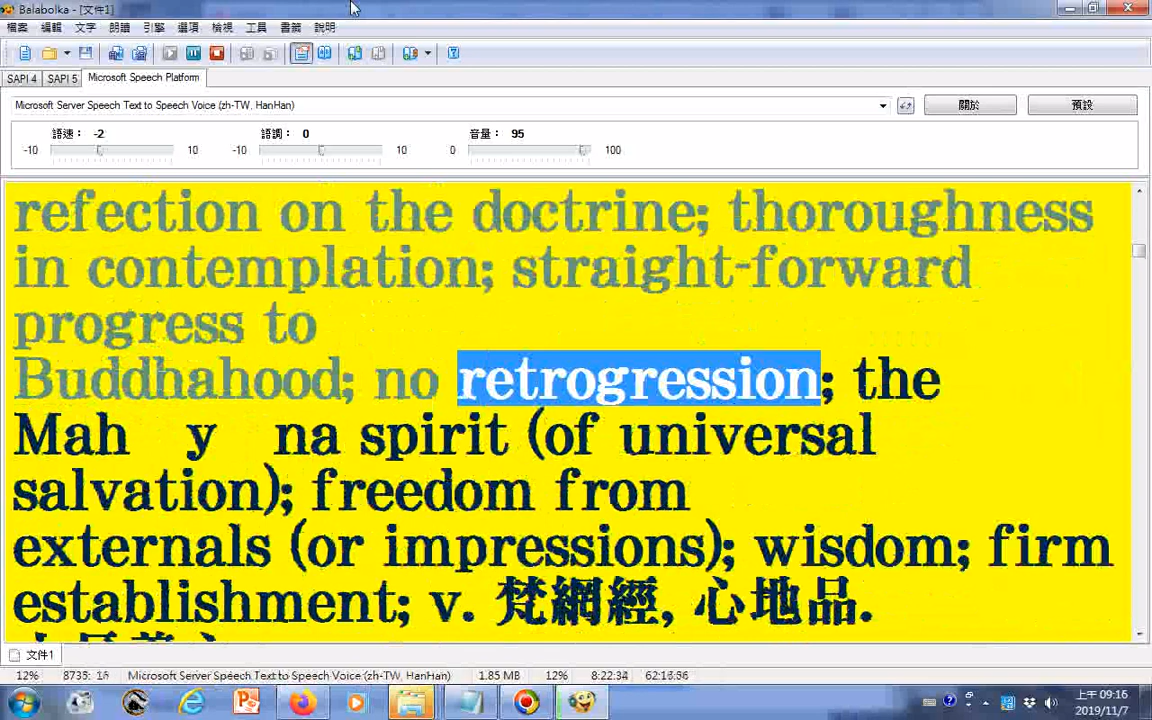 Balabolka - [文件1]
檔案 編輯 文字 朗讀 引擎 選項 檢視 工具 書籤 說明
SAPI 4 SAPI 5 Microsoft Speech Platform
Microsoft Server Speech Text to Speech Voice (zh-TW, HanHan) 關於 預設
語速： -2 語調： 0 音量： 95
-10 10 -10 10 0 100
refection on the doctrine; thoroughness
in contemplation; straight-forward
progress to
Buddhahood; no retrogression; the
Mah y na spirit (of universal
salvation); freedom from
externals (or impressions); wisdom; firm
establishment; v. 梵網經, 心地品.
文件1
12% 8735: 16 Microsoft Server Speech Text to Speech Voice (zh-TW, HanHan) 1.85 MB 12% 8:22:34 62:16:36
上午 09:16
2019/11/7